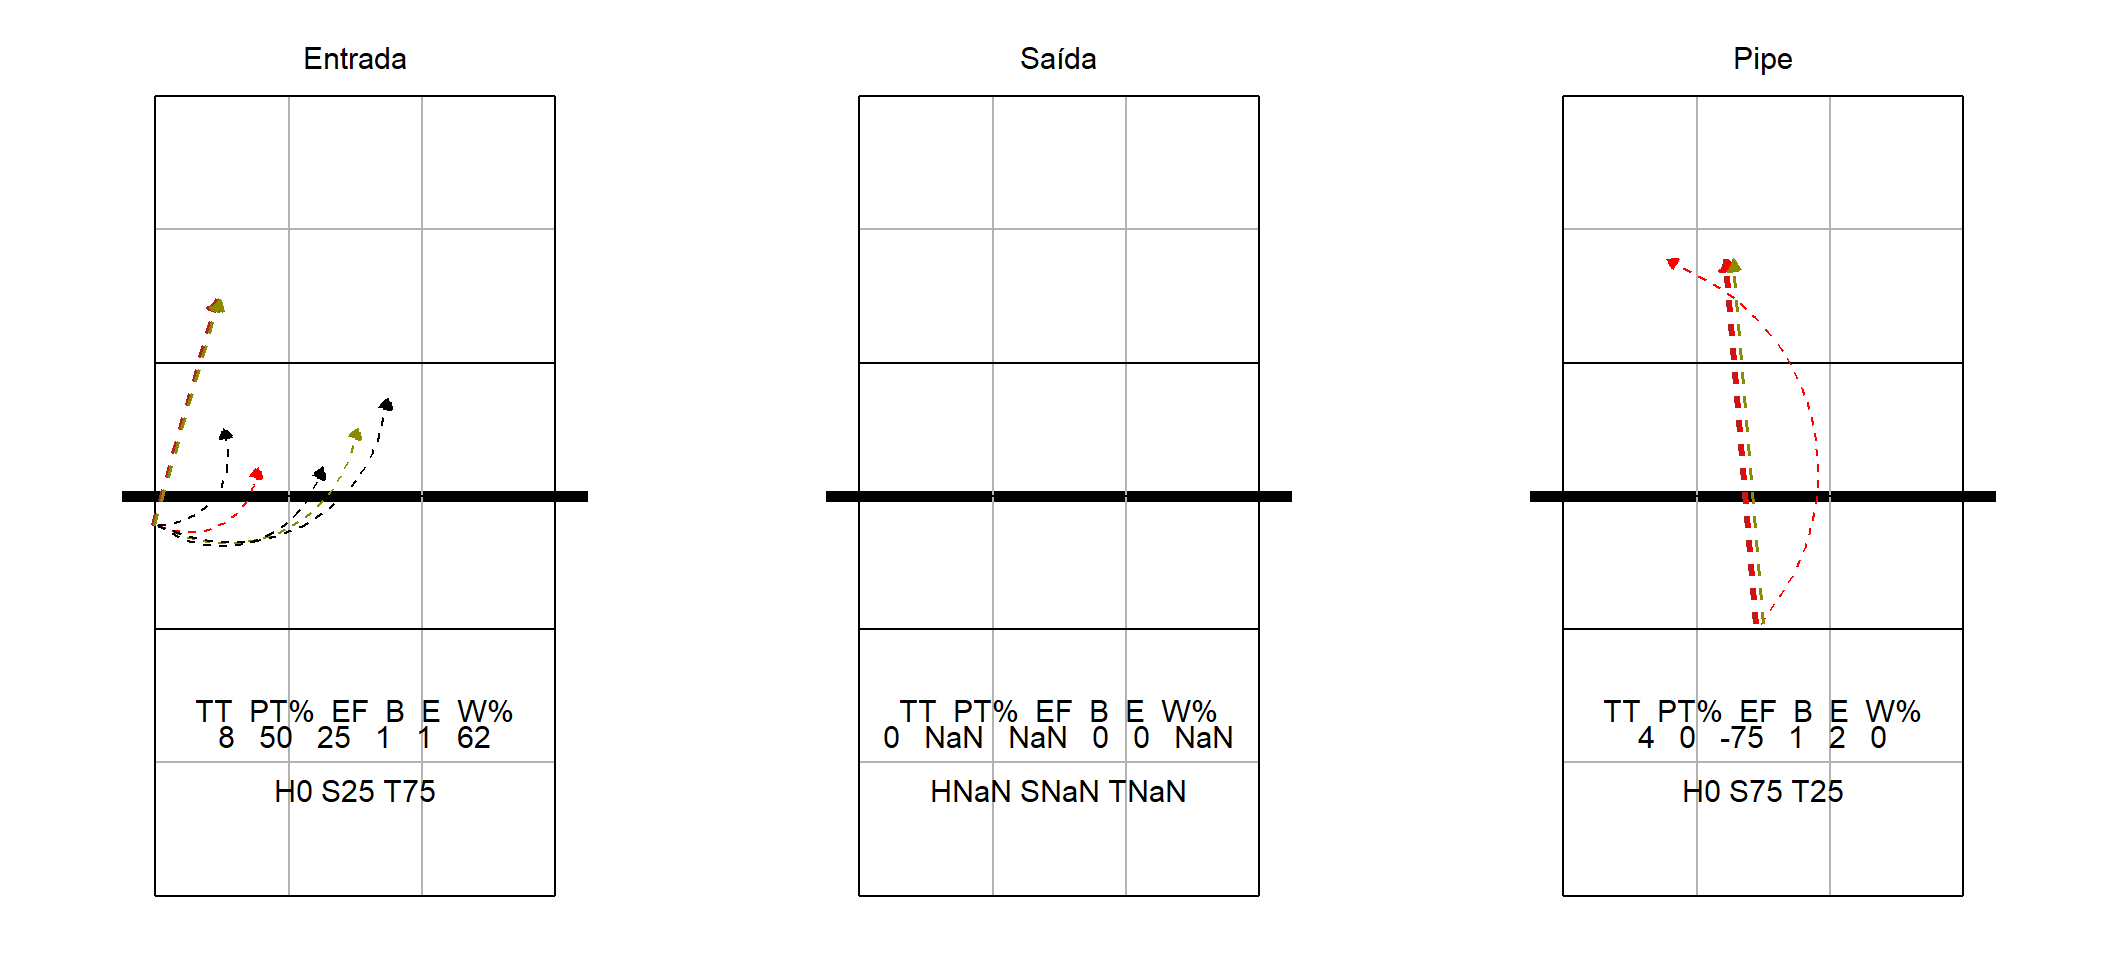 Entrada
TT PT% EF B E W%
8 50 25 1 1 62
H0 S25 T75
Saída
TT PT% EF B E W%
0 NaN NaN 0 0 NaN
HNaN SNaN TNaN
Pipe
TT PT% EF B E W%
4 0 -75 1 2 0
H0 S75 T25